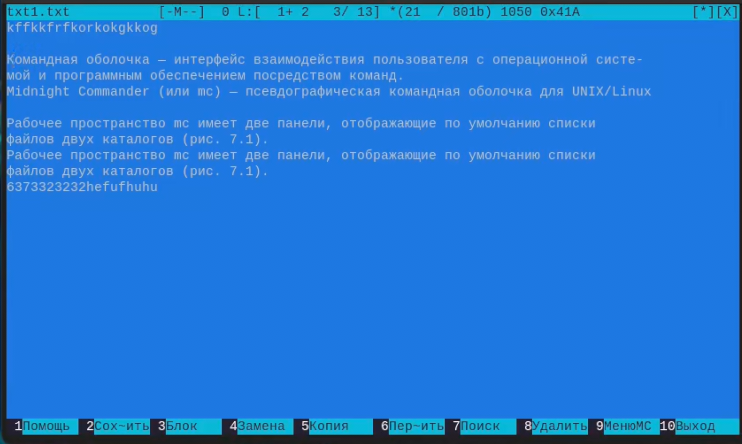 txt1.txt [-M--] 0 L:[ 1+ 2 3/ 13] *(21 / 801b) 1050 0x41A [*][X]
kffkkfrfkorkokgkkog
Командная оболочка — интерфейс взаимодействия пользователя с операционной систе-
мой и программным обеспечением посредством команд.
Midnight Commander (или mc) — псевдографическая командная оболочка для UNIX/Linux
Рабочее пространство mc имеет две панели, отображающие по умолчанию списки
файлов двух каталогов (рис. 7.1).
Рабочее пространство mc имеет две панели, отображающие по умолчанию списки
файлов двух каталогов (рис. 7.1).
6373323232hefufhuhu
1Помощь 2Сох~ить 3Блок 4Замена 5Копия 6Пер~ить 7Поиск 8Удалить 9МенюMC 10Выход